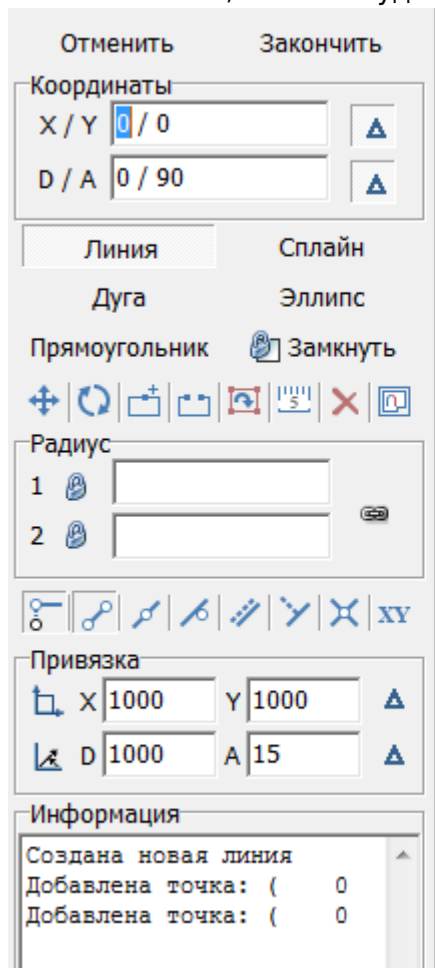 Отменить Закончить
Координаты
X / Y 0 / 0
D / A 0 / 90
Линия Сплайн
Дуга Эллипс
Прямоугольник Замкнуть
5
Радиус
1
2
XY
Привязка
X 1000 Y 1000
D 1000 A 15
Информация
Создана новая линия
Добавлена точка: ( 0
Добавлена точка: ( 0